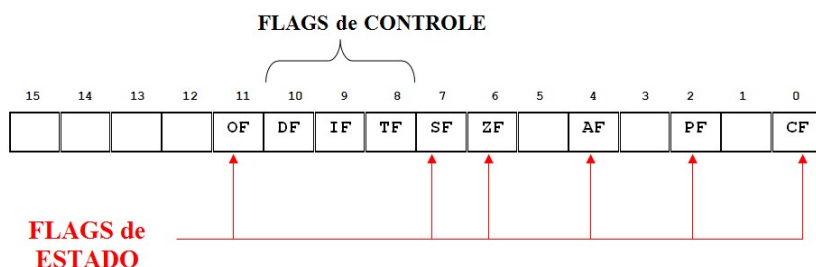 FLAGS de CONTROLE
15 14 13 12 11 10 9 8 7 6 5 4 3 2 1 0
OF DF IF TF SF ZF AF PF CF
FLAGS de
ESTADO